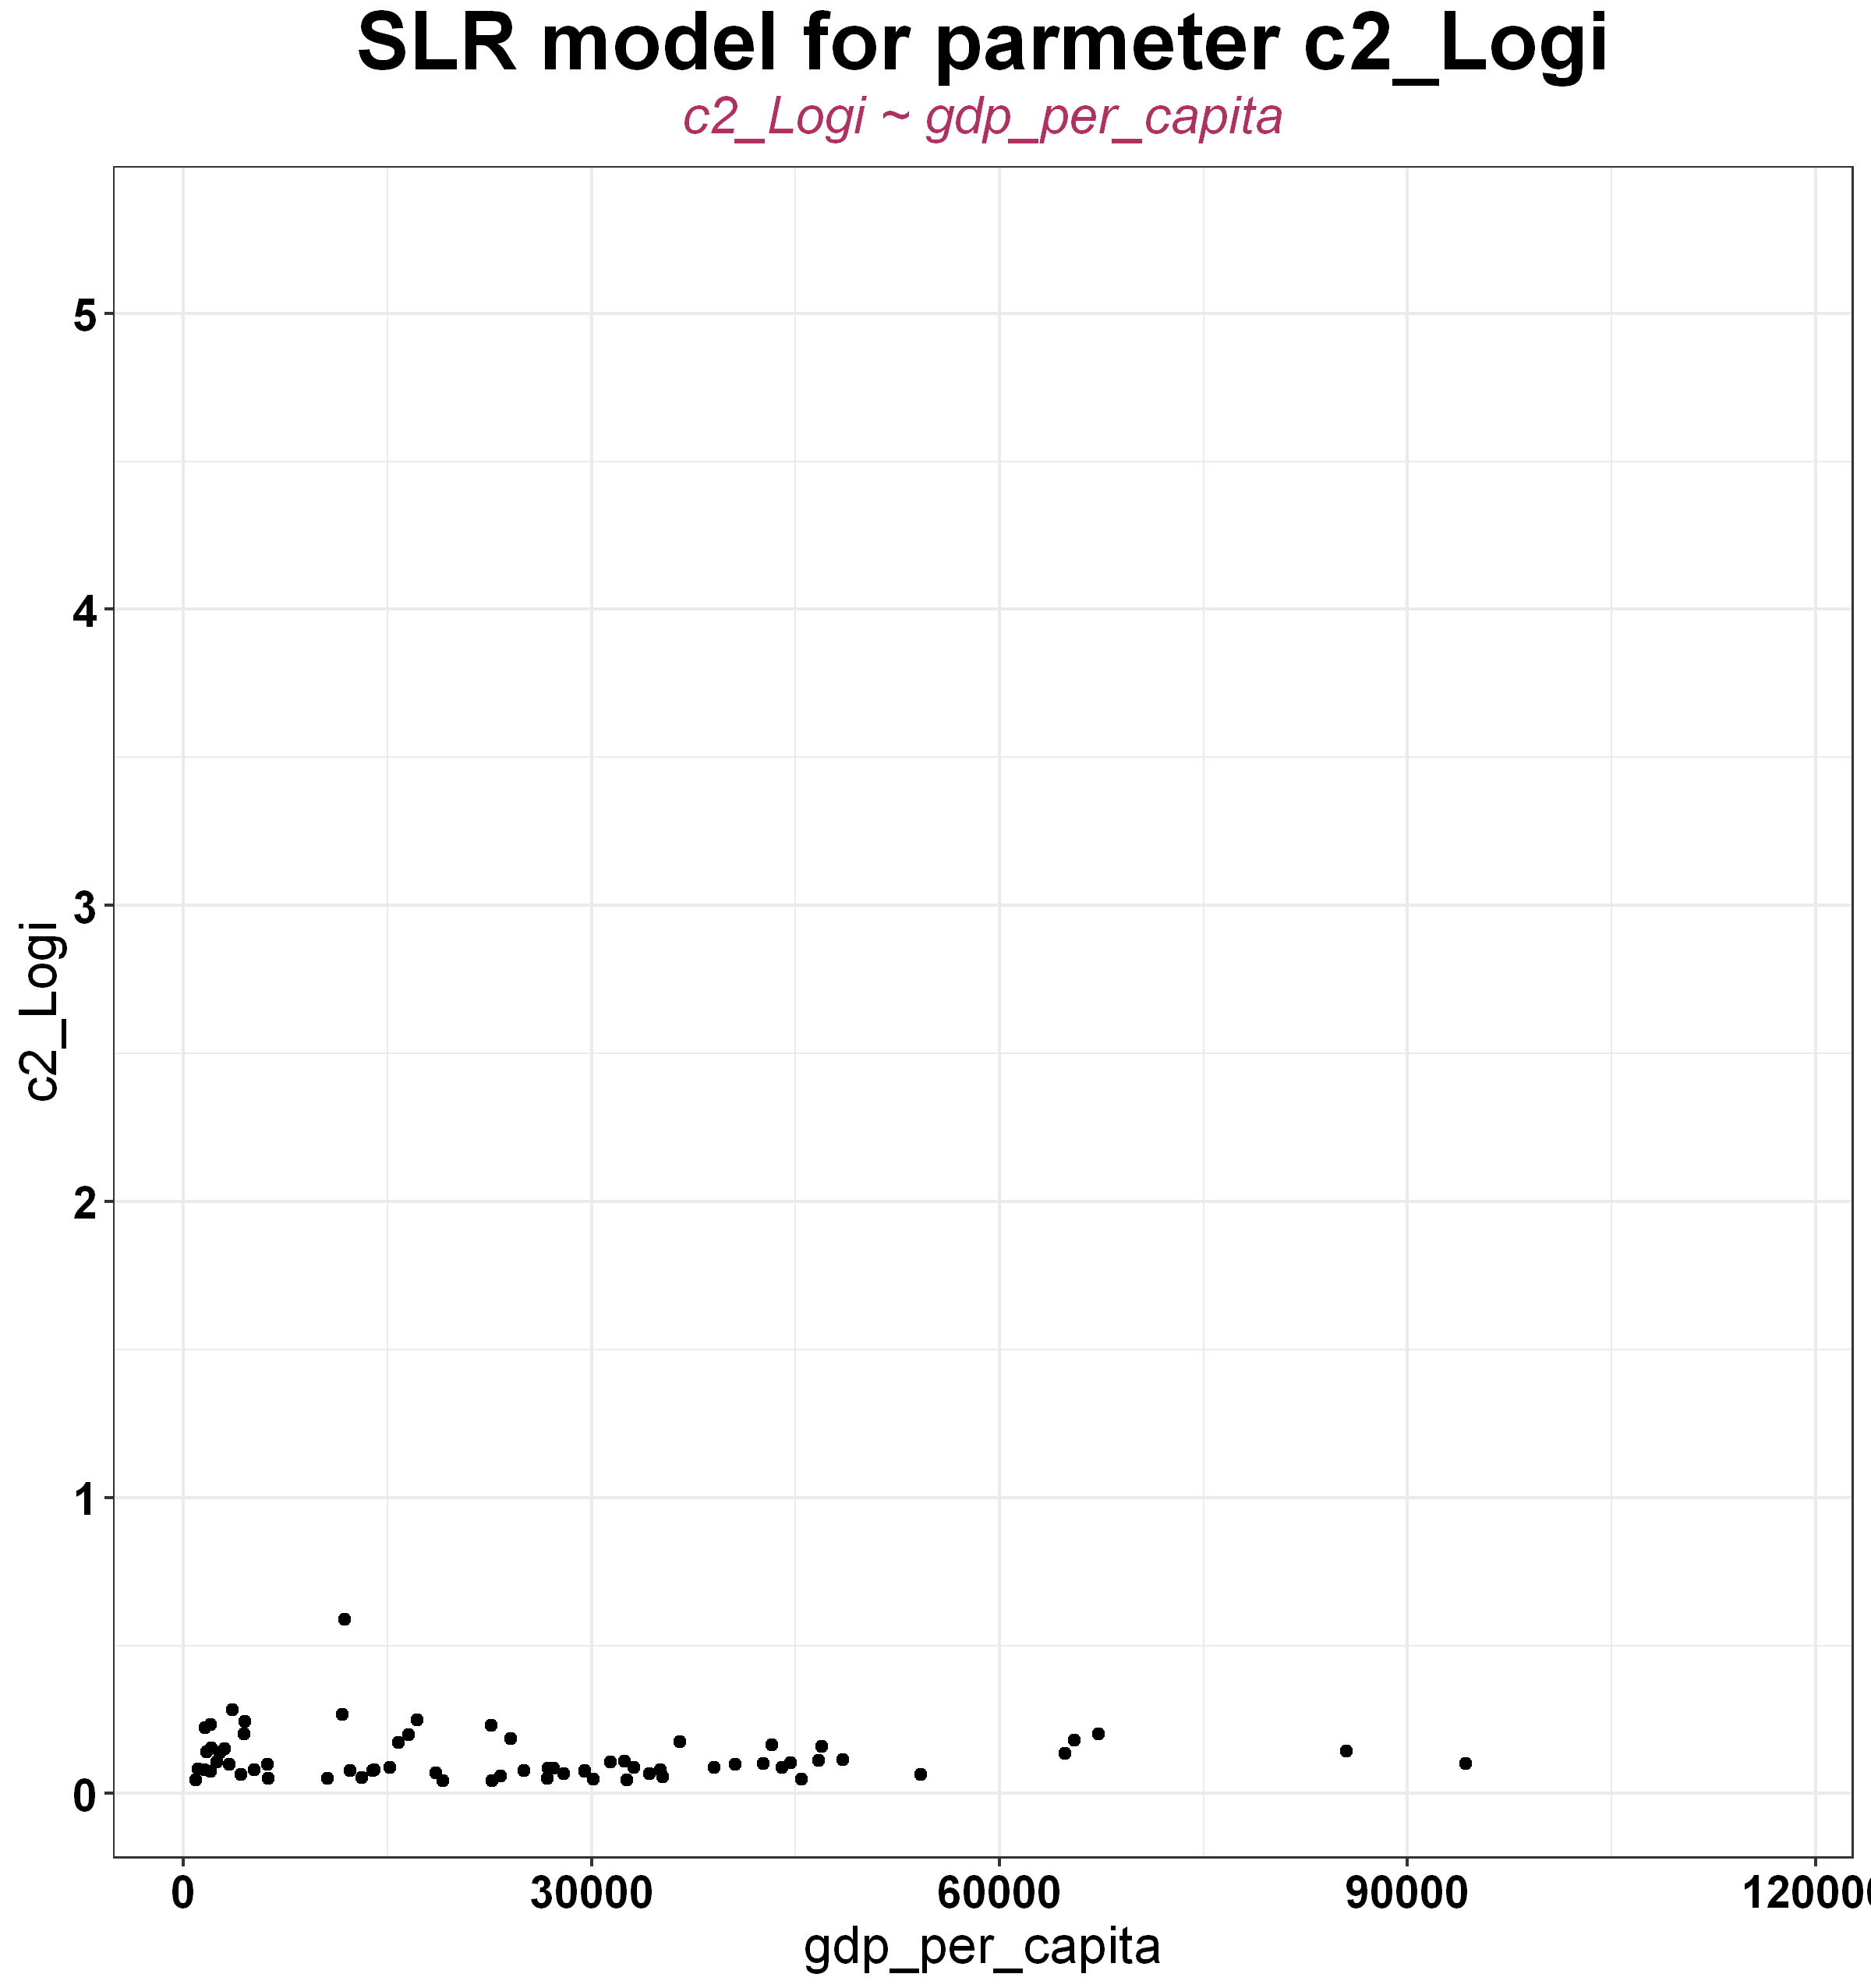 SLR model for parmeter c2_Logi
c2_Logi ~ gdp_per_capita
5
4
3
2
1
0
c2_Logi
0 30000 60000 90000 12000
gdp_per_capita